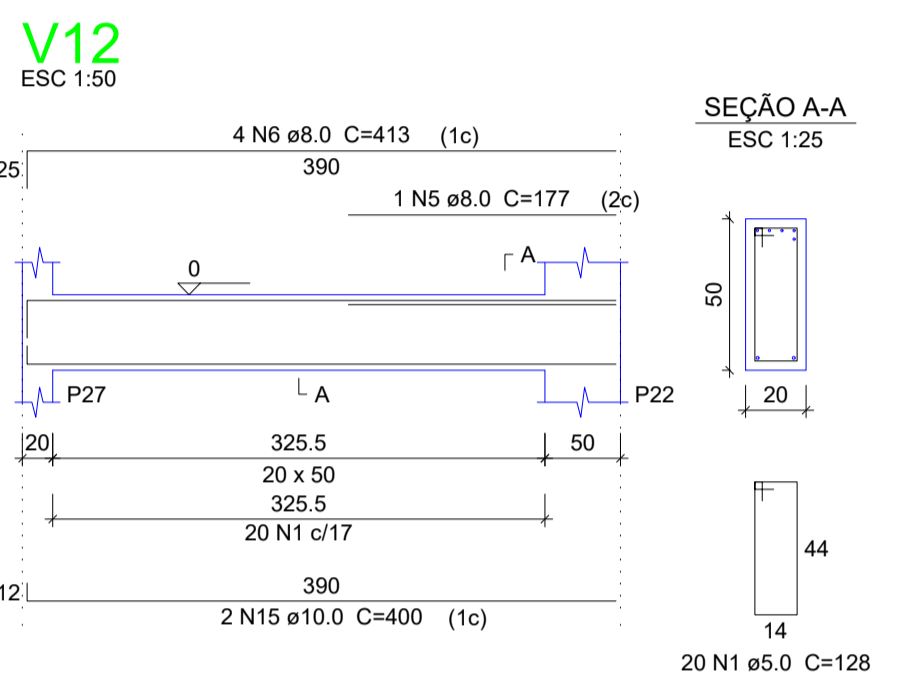 V12
ESC 1:50
SEÇÃO A-A
ESC 1:25
4 N6 ø8.0 C=413 (1c)
25
390
1 N5 ø8.0 C=177 (2c)
A
0
50
A
P27
P22
20
20
325.5
50
20 x 50
325.5
20 N1 c/17
44
12
390
2 N15 ø10.0 C=400 (1c)
14
20 N1 ø5.0 C=128